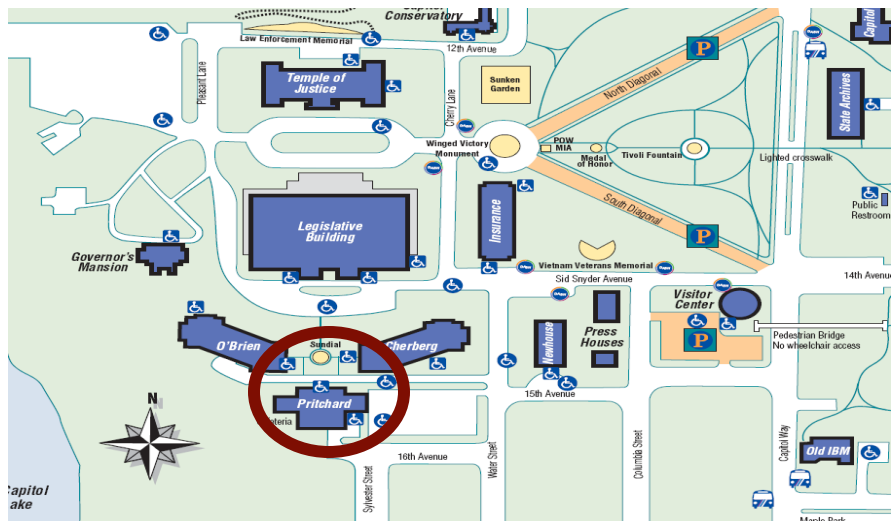 Capitol
Conservatory
Law Enforcement Memorial
12th Avenue
Capitol
Pleasant Lane
Temple of
Justice
Cherry Lane
Sunken
Garden
North Diagonal
P
State Archives
Winged Victory
Monument
POW
MIA
Medal
of Honor
Tivoli Fountain
Lighted crosswalk
Legislative
Building
Insurance
South Diagonal
P
Public
Restroom
Governor's
Mansion
Vietnam Veterans Memorial
Sid Snyder Avenue
14th Avenue
Visitor
Center
O'Brien
Sundial
Cherberg
Newhouse
Press
Houses
P
Pedestrian Bridge
No wheelchair access
N
Pritchard
15th Avenue
16th Avenue
Sylvester Street
Water Street
Columbia Street
Capitol Way
Old IBM
Capitol
Lake
Maple Park